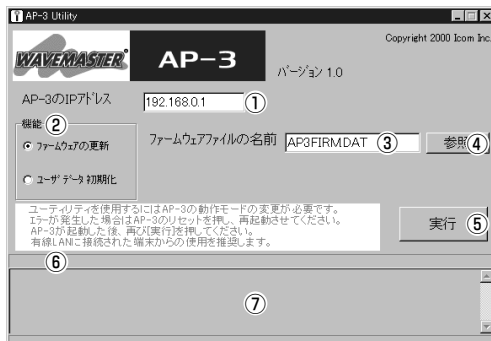 AP-3 Utility
Copyright 2000 Icom Inc.
WAVEMASTER
AP-3
バージョン 1.0
AP-3のIPアドレス
192.168.0.1
①
機能
②
ファームウェアの更新
ファームウェアファイルの名前
AP3FIRM.DAT
③
参照
④
ユーザデータ初期化
ユーティリティを使用するにはAP-3の動作モードの変更が必要です。
エラが発生した場合はAP-3のリセットを押し、再起動させてください。
AP-3が起動した後、再び[実行]を押してください。
有線LANに接続された端末からの使用を推奨します。
実行
⑤
⑥
⑦